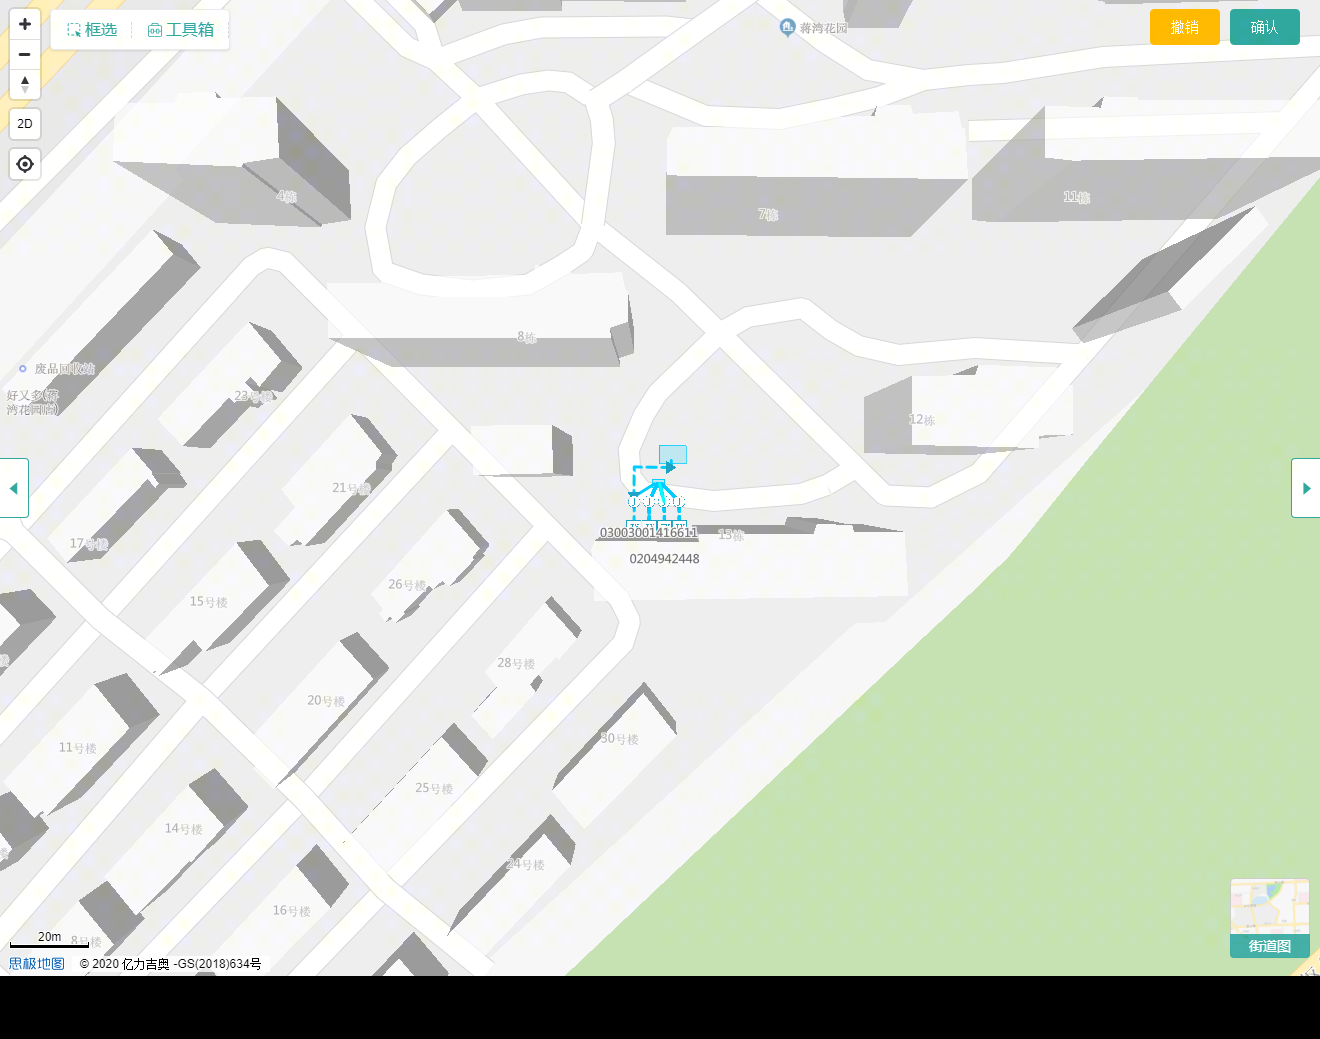 框选
工具箱
蒋湾花园
撤销
确认
2D
4栋
7栋
11栋
8栋
废品回收站
好又多(蒋
湾花园店)
23号楼
12栋
21号楼
17号楼
03003001416611
13栋
0204942448
15号楼
26号楼
28号楼
20号楼
11号楼
30号楼
25号楼
14号楼
24号楼
16号楼
8号楼
20m
街道图
思极地图
© 2020 亿力吉奥 -GS(2018)634号